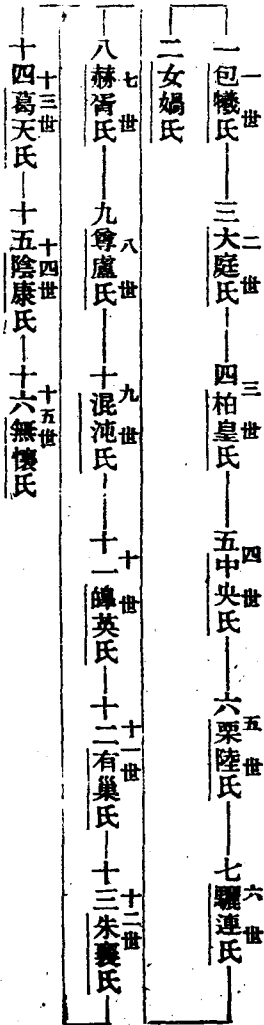 一世 二世 三世 四世 五世 六世
一包犧氏 三大庭氏 四柏皇氏 五中央氏 六栗陸氏 七驪連氏
二女媧氏
七世 八世 九世 十世 十一世 十二世
八赫胥氏 九尊盧氏 十混沌氏 十一皞英氏 十二有巢氏 十三朱襄氏
十三世 十四世 十五世
十四葛天氏 十五陰康氏 十六無懷氏